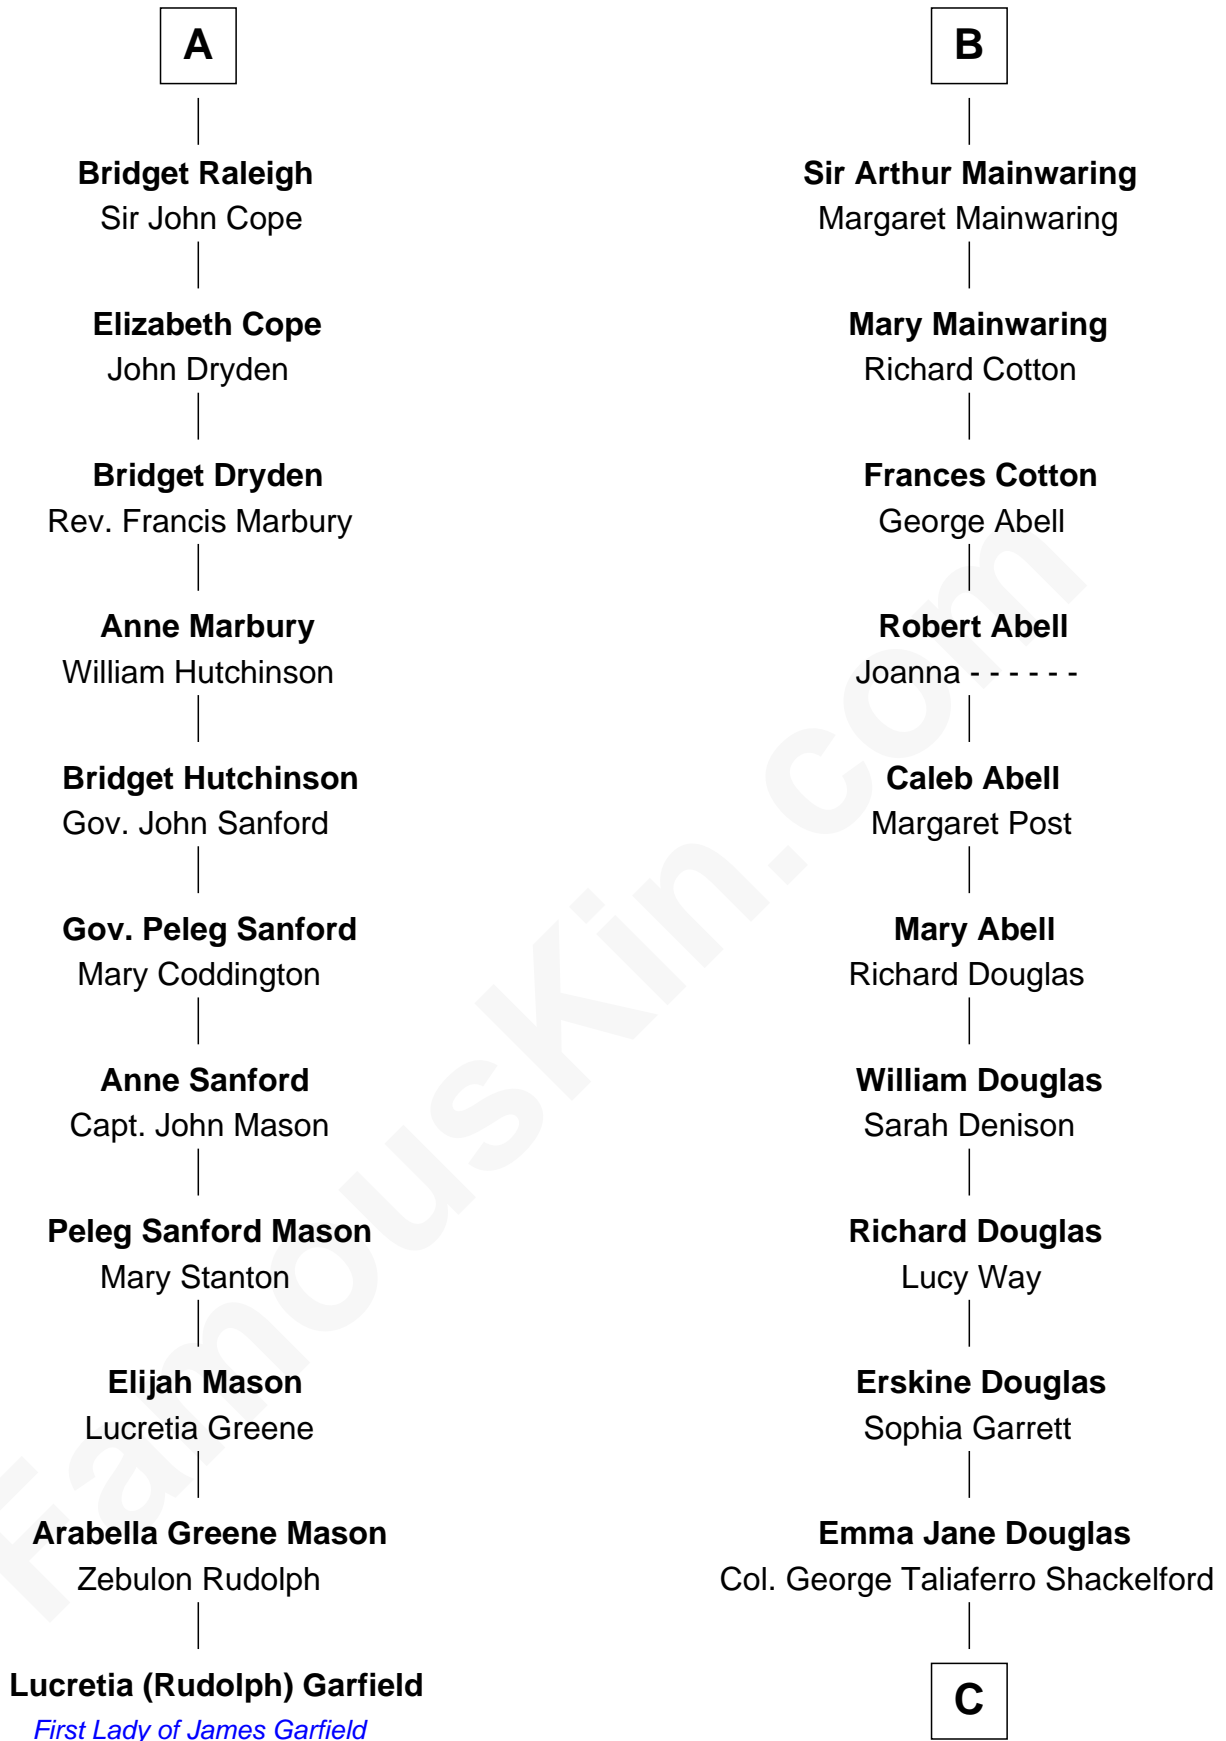 A
Bridget Raleigh
Sir John Cope
Elizabeth Cope
John Dryden
Bridget Dryden
Rev. Francis Marbury
Anne Marbury
William Hutchinson
Bridget Hutchinson
Gov. John Sanford
Gov. Peleg Sanford
Mary Coddington
Anne Sanford
Capt. John Mason
Peleg Sanford Mason
Mary Stanton
Elijah Mason
Lucretia Greene
Arabella Greene Mason
Zebulon Rudolph
Lucretia (Rudolph) Garfield
First Lady of James Garfield
B
Sir Arthur Mainwaring
Margaret Mainwaring
Mary Mainwaring
Richard Cotton
Frances Cotton
George Abell
Robert Abell
Joanna - - - - - -
Caleb Abell
Margaret Post
Mary Abell
Richard Douglas
William Douglas
Sarah Denison
Richard Douglas
Lucy Way
Erskine Douglas
Sophia Garrett
Emma Jane Douglas
Col. George Taliaferro Shackelford
C
FamousKin.com